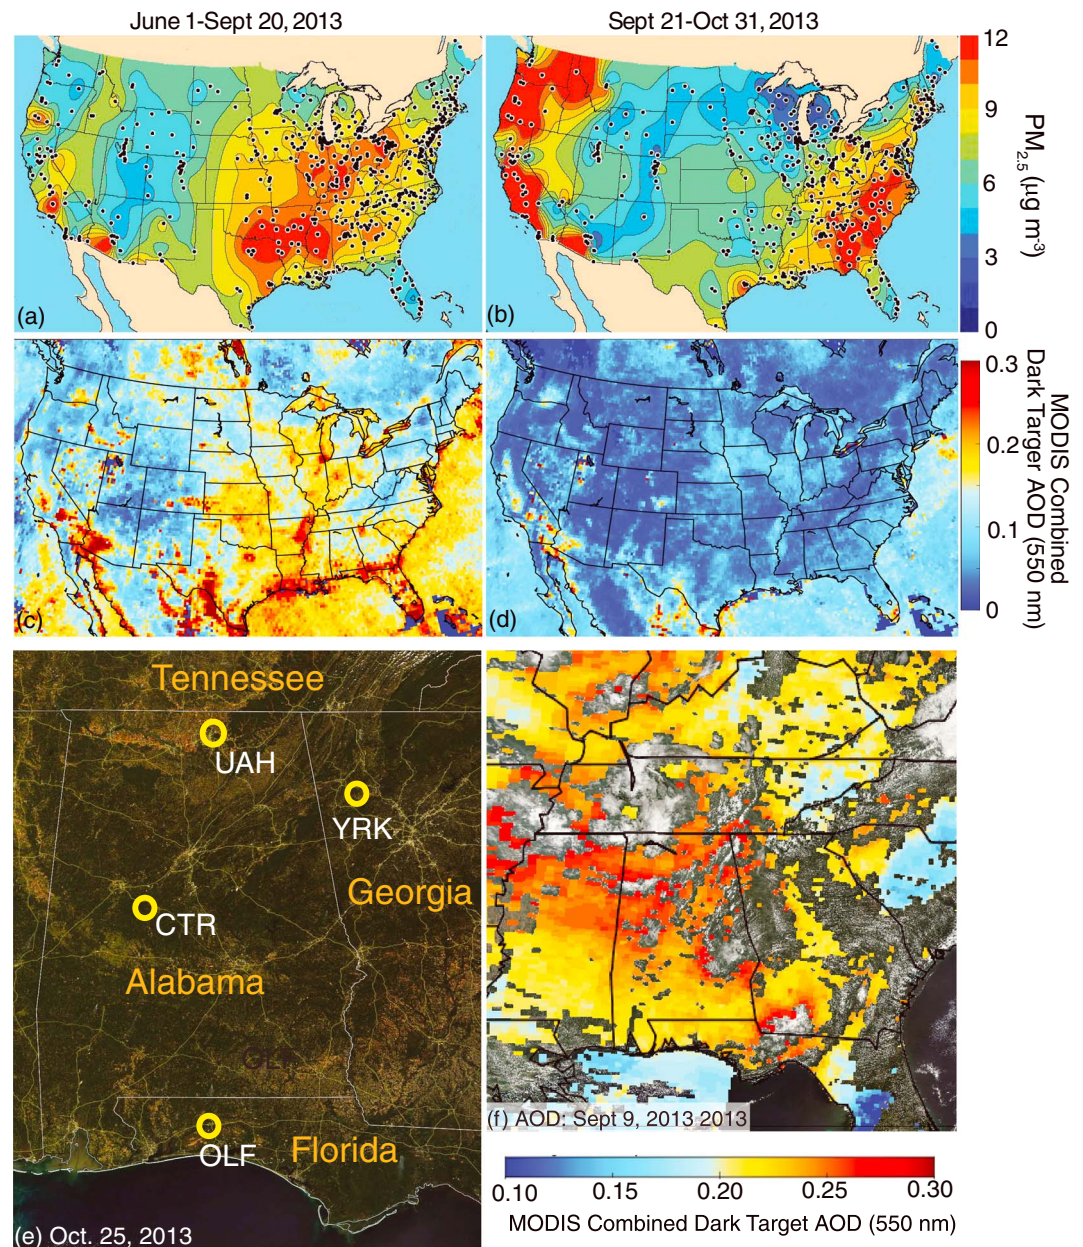 June 1-Sept 20, 2013
Sept 21-Oct 31, 2013
12
9
6
3
0
PM2.5 (µg m-3)
(a)
(b)
0.3
0.2
0.1
0
MODIS Combined
Dark Target AOD (550 nm)
(c)
(d)
Tennessee
UAH
YRK
Georgia
CTR
Alabama
OLF
Florida
(e) Oct. 25, 2013
(f) AOD: Sept 9, 2013 2013
0.10
0.15
0.20
0.25
0.30
MODIS Combined Dark Target AOD (550 nm)